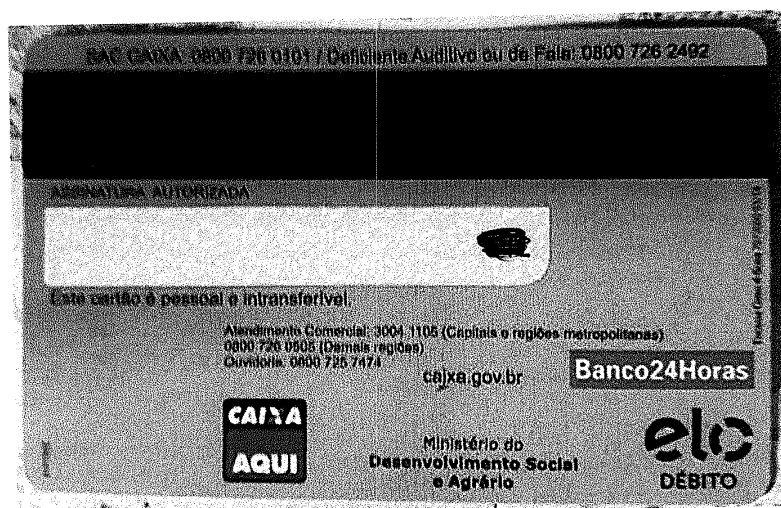 SAC CAIXA: 0800 726 0101 / Deficiente Auditivo ou de Fala: 0800 726 2492
ASSINATURA AUTORIZADA
Este cartão é pessoal e intransferível.
Atendimento Comercial: 3004 1105 (Capitais e regiões metropolitanas)
0800 726 0505 (Demais regiões)
Ouvidoria: 0800 725 7474
caixa.gov.br
Banco24Horas
CAIXA
AQUI
Ministério do
Desenvolvimento Social
e Agrário
elo
DÉBITO